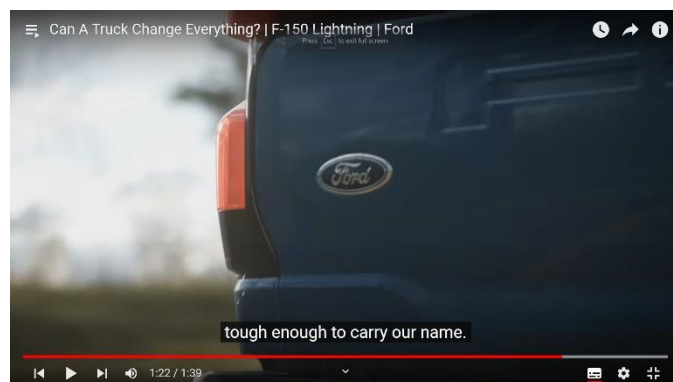 Can A Truck Change Everything? | F-150 Lightning | Ford
Press Esc to exit full screen
Ford
tough enough to carry our name.
1:22 / 1:39